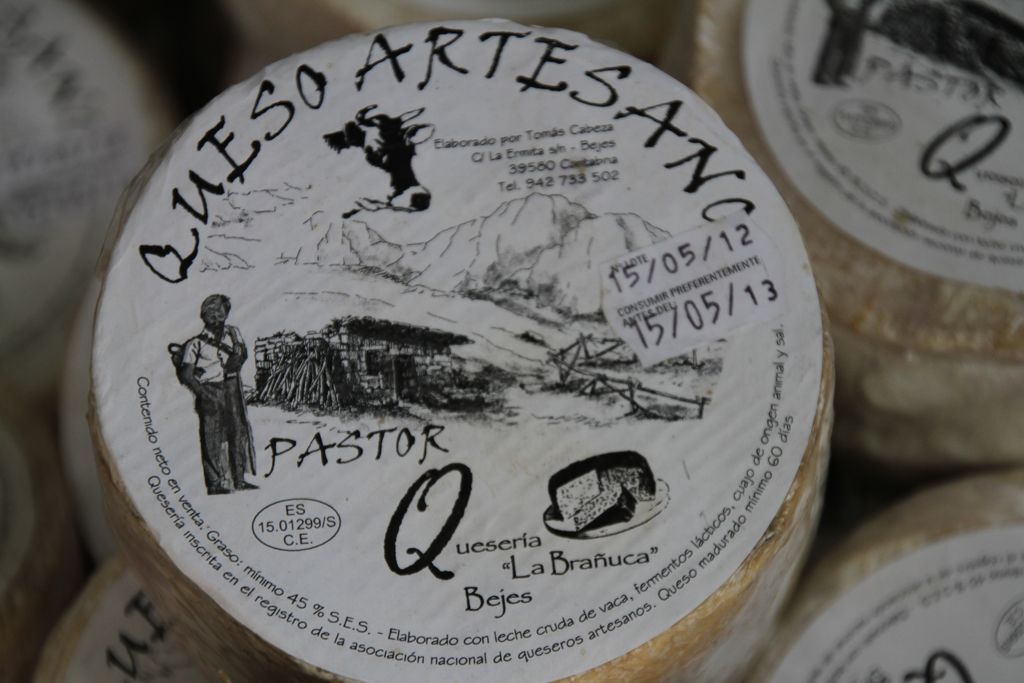 QUESO ARTESANO
Elaborado por Tomás Cabeza
C/ La Ermita s/n - Bejes
39580 Cantabria
Tel. 942 733 502
LOTE
15/05/12
CONSUMIR PREFERENTEMENTE
ANTES DEL:
15/05/13
PASTOR
ES
15.01299/S
C.E.
Quesería
"La Brañuca"
Bejes
Contenido neto en venta - Graso: mínimo 45 % S.E.S. - Elaborado con leche cruda de vaca, fermentos lácticos, cuajo de origen animal y sal.
Quesería inscrita en el registro de la asociación nacional de queseros artesanos. Queso madurado mínimo 60 días
PASTOR
Q
Bejes
QUE